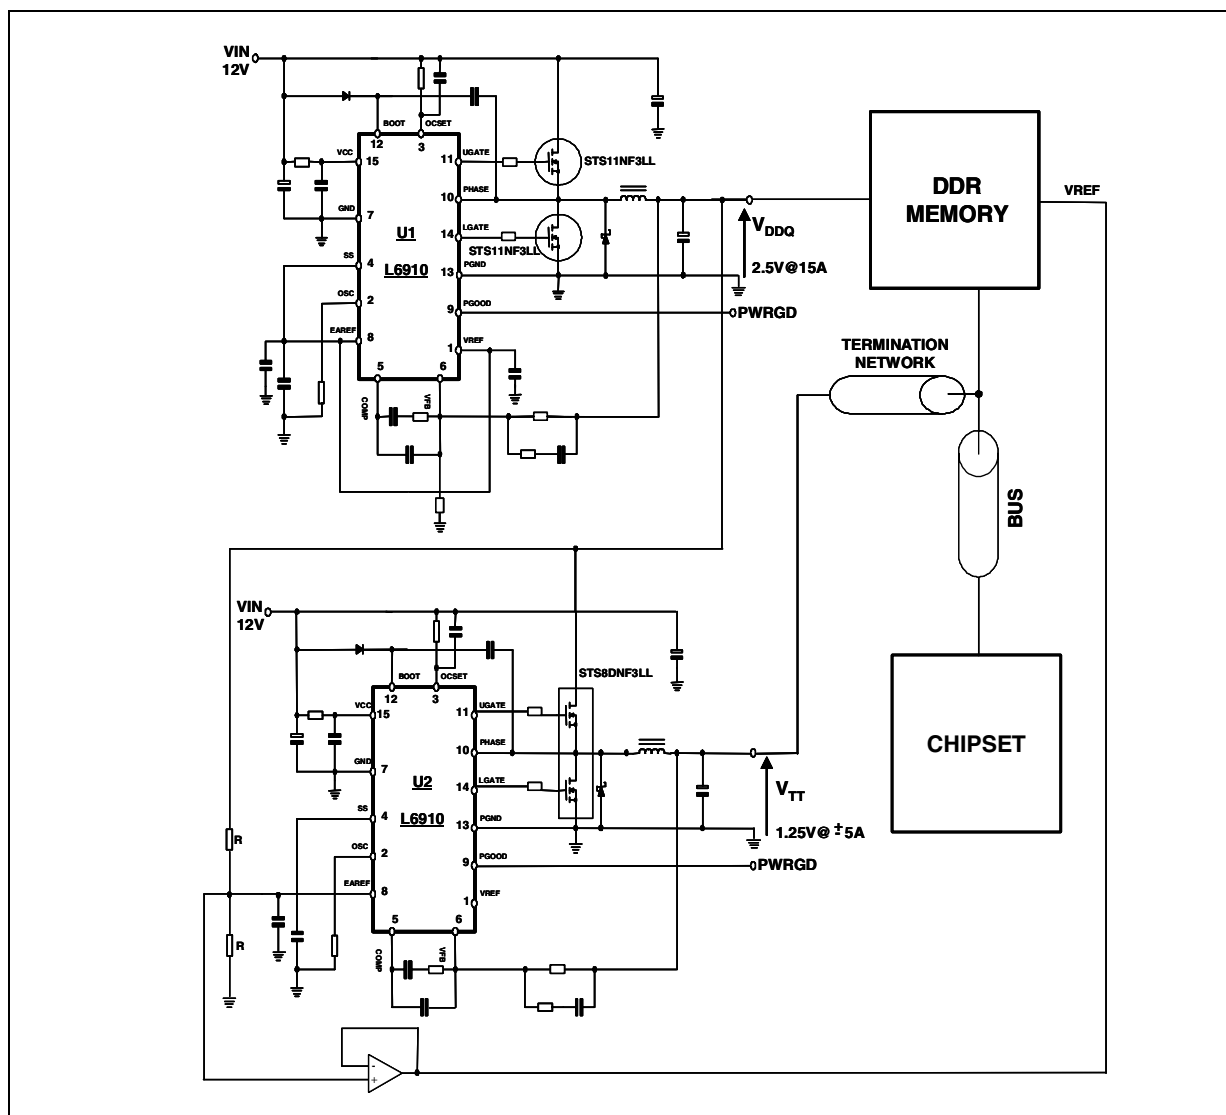 VIN
12V
BOOT
OCSET
12
3
VCC
15
11
UGATE
STS11NF3LL
10
PHASE
GND
7
U1
L6910
14
LGATE
STS11NF3LL
SS
4
13
PGND
OSC
2
9
PGOOD
PWRGD
EAREF
8
1
VREF
5
6
COMP
VFB
VDDQ
2.5V@15A
DDR
MEMORY
VREF
TERMINATION
NETWORK
BUS
CHIPSET
VIN
12V
BOOT
OCSET
12
3
STS8DNF3LL
VCC
15
11
UGATE
10
PHASE
GND
7
U2
L6910
14
LGATE
SS
4
13
PGND
OSC
2
9
PGOOD
PWRGD
EAREF
8
1
VREF
5
6
COMP
VFB
VTT
1.25V@ ±5A
R
R
-
+